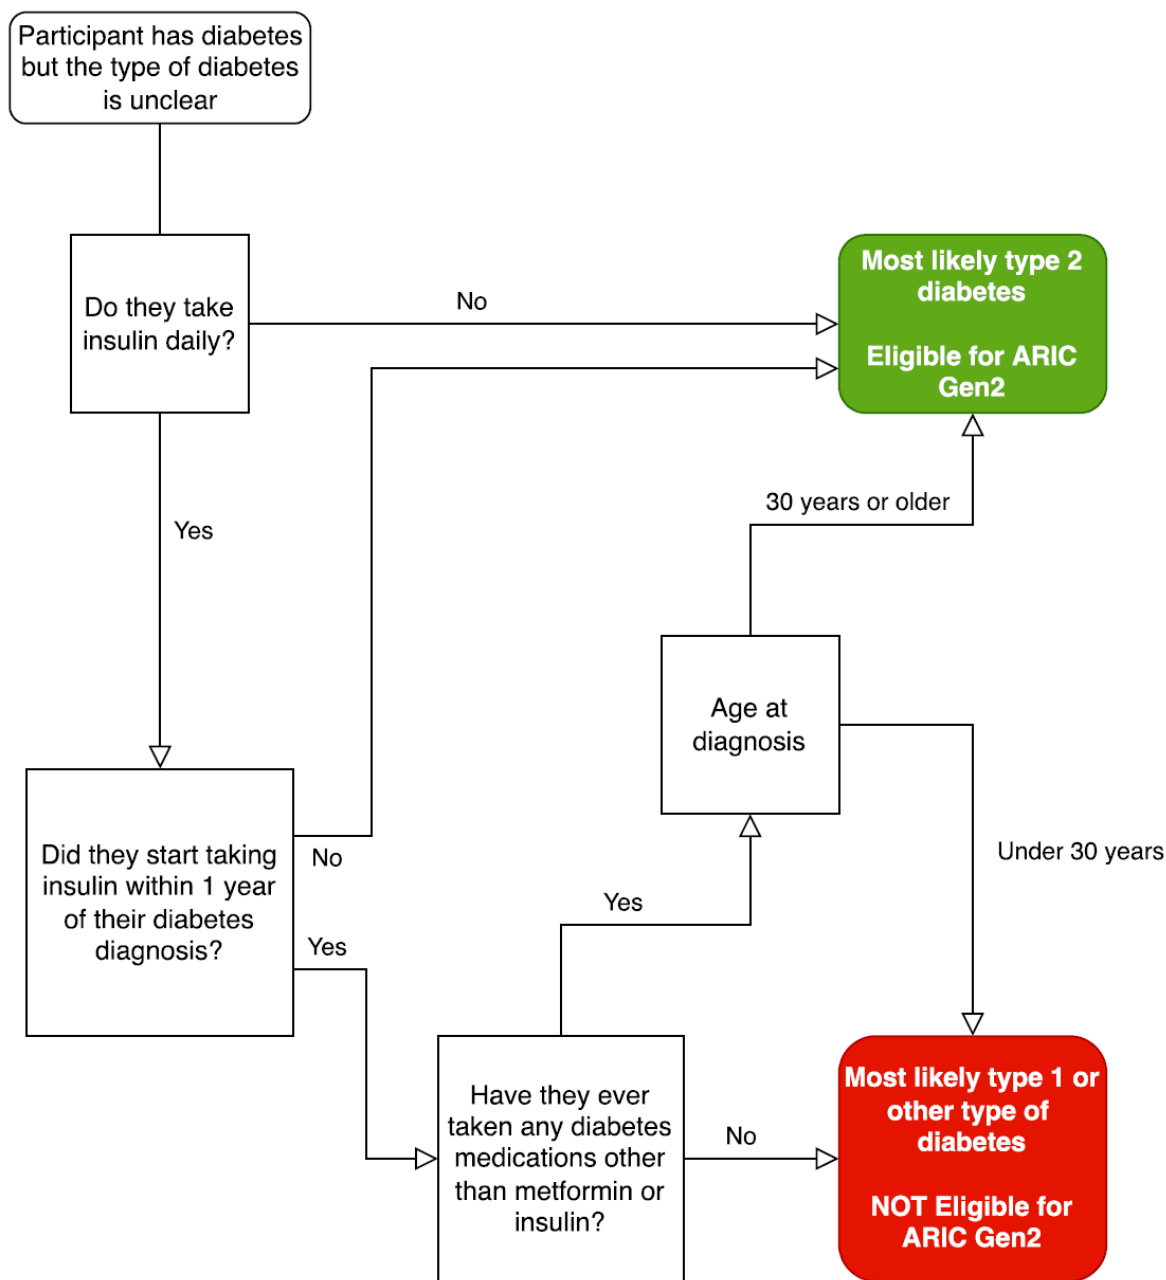 Participant has diabetes
but the type of diabetes
is unclear
Do they take
insulin daily?
No
Most likely type 2
diabetes
Eligible for ARIC
Gen2
Yes
30 years or older
Age at
diagnosis
Under 30 years
Did they start taking
insulin within 1 year
of their diabetes
diagnosis?
No
Yes
Yes
Have they ever
taken any diabetes
medications other
than metformin or
insulin?
No
Most likely type 1 or
other type of
diabetes
NOT Eligible for
ARIC Gen2